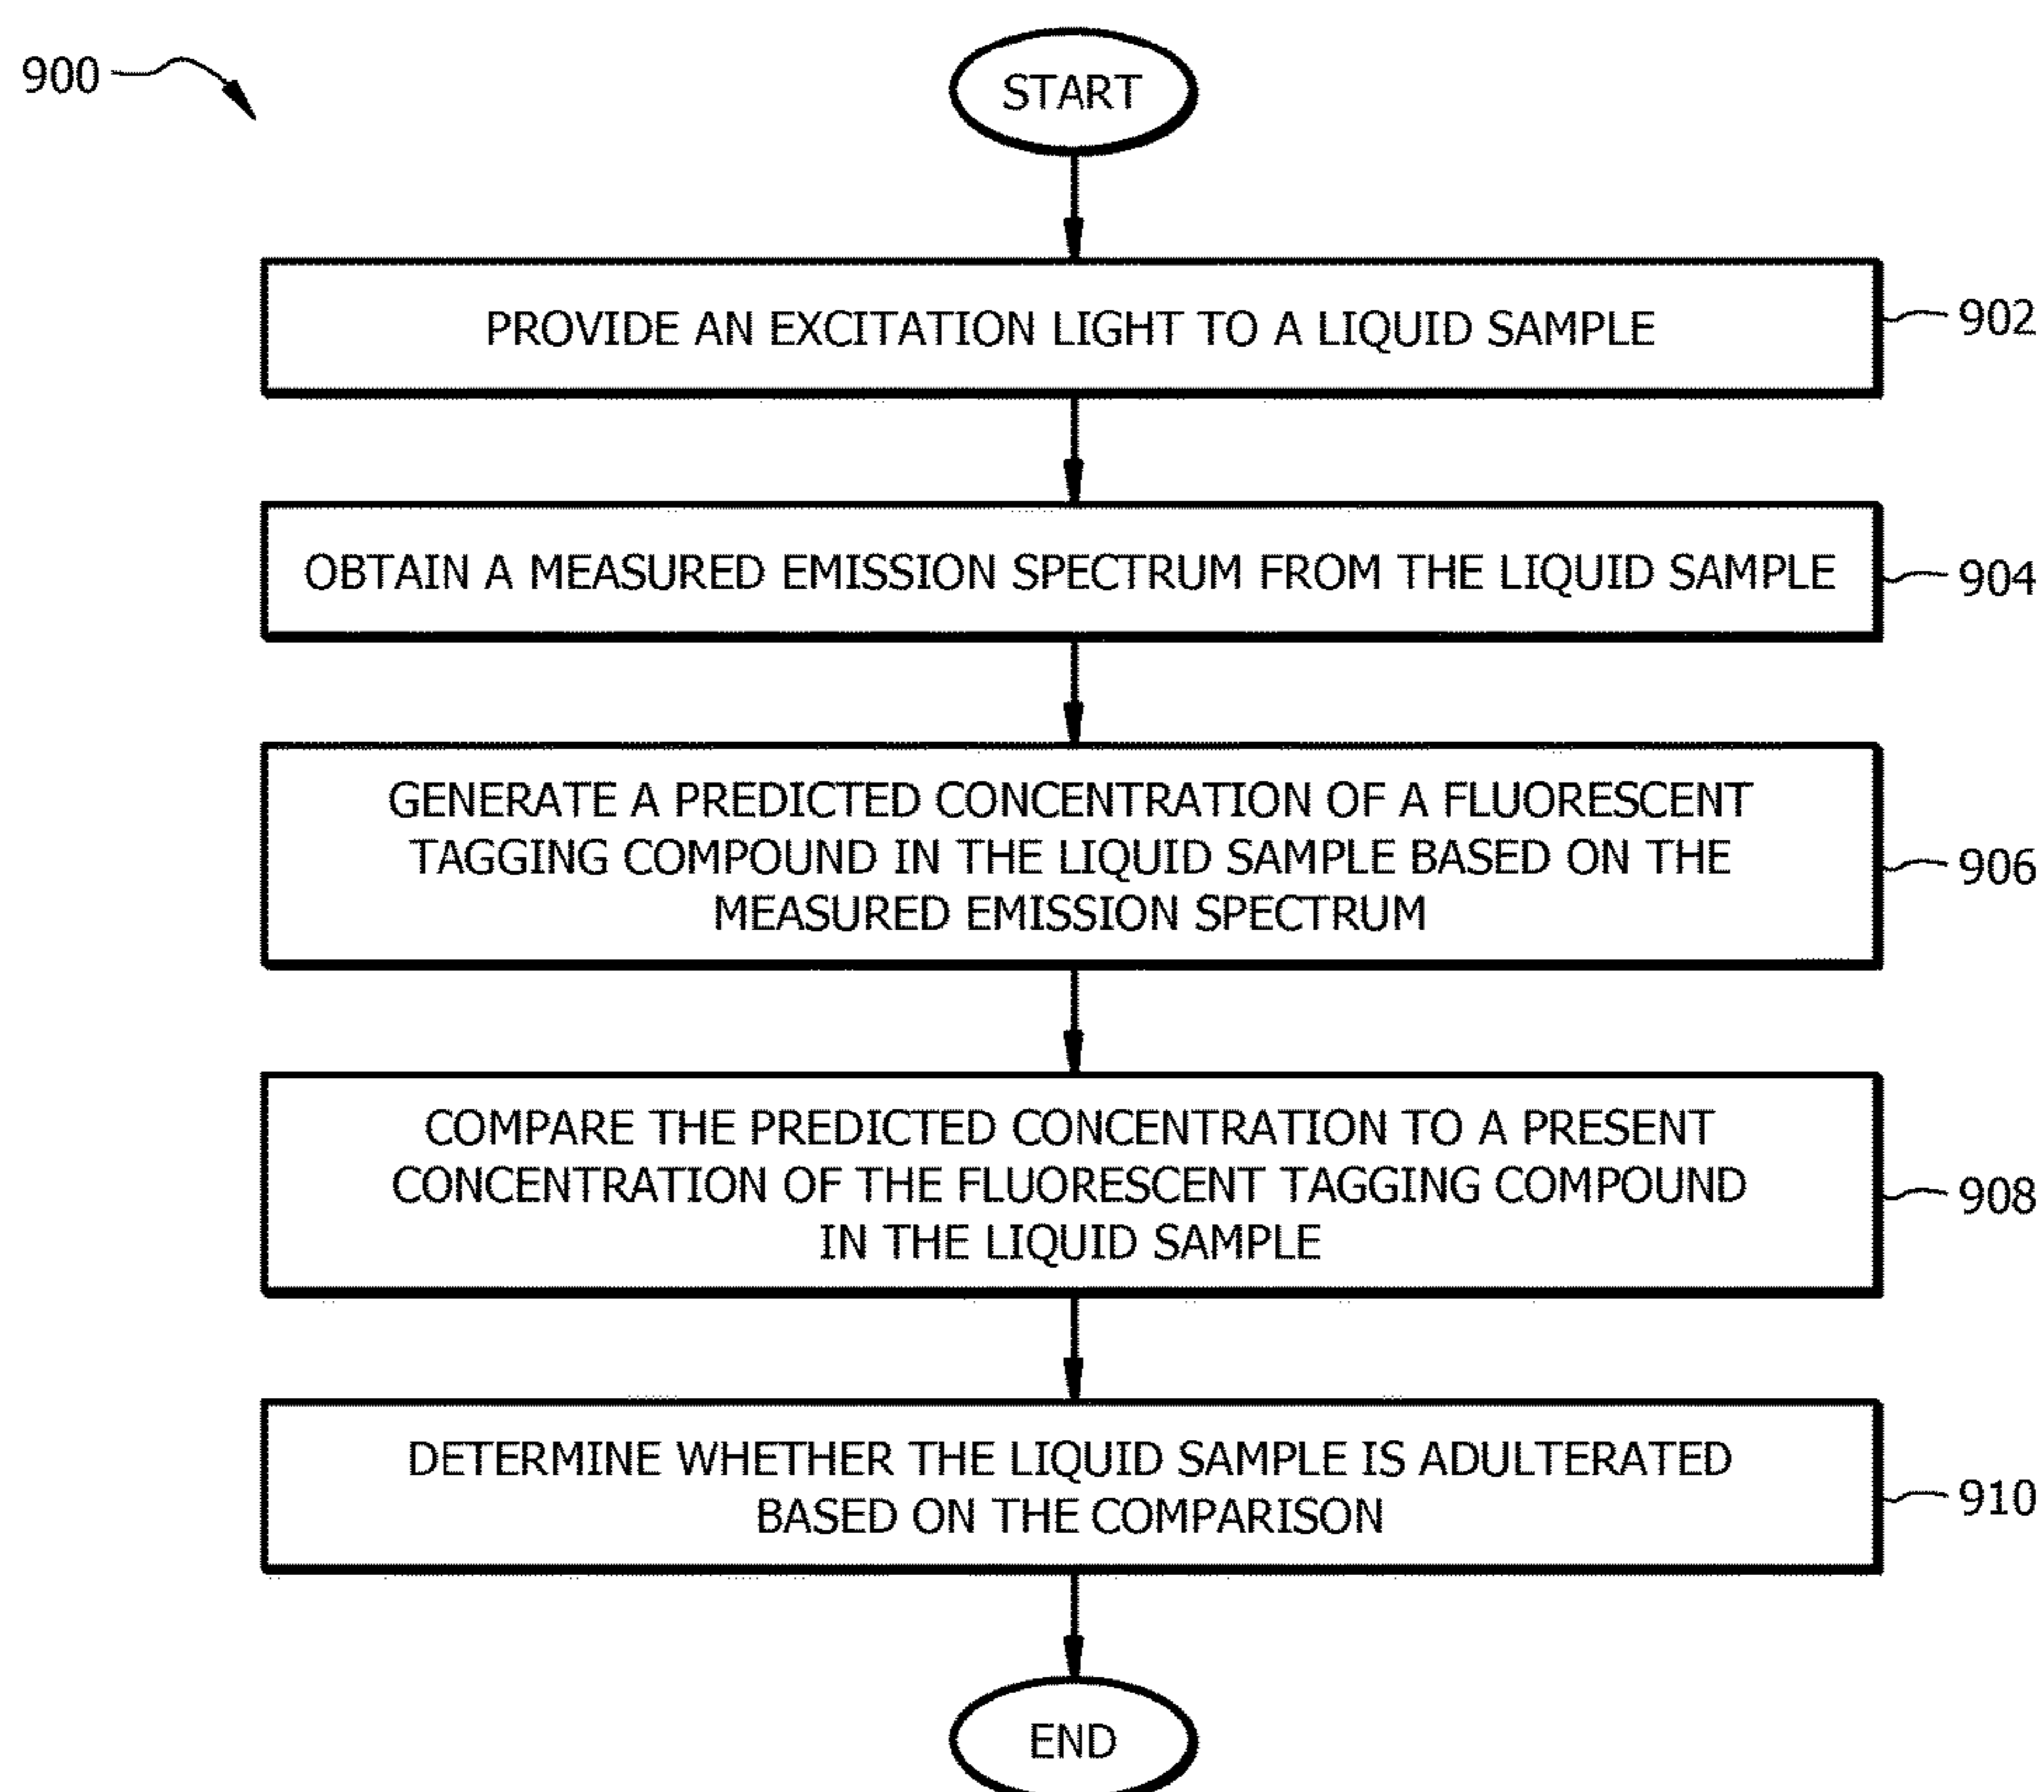 900
START
PROVIDE AN EXCITATION LIGHT TO A LIQUID SAMPLE
902
OBTAIN A MEASURED EMISSION SPECTRUM FROM THE LIQUID SAMPLE
904
GENERATE A PREDICTED CONCENTRATION OF A FLUORESCENT
TAGGING COMPOUND IN THE LIQUID SAMPLE BASED ON THE
MEASURED EMISSION SPECTRUM
906
COMPARE THE PREDICTED CONCENTRATION TO A PRESENT
CONCENTRATION OF THE FLUORESCENT TAGGING COMPOUND
IN THE LIQUID SAMPLE
908
DETERMINE WHETHER THE LIQUID SAMPLE IS ADULTERATED
BASED ON THE COMPARISON
910
END